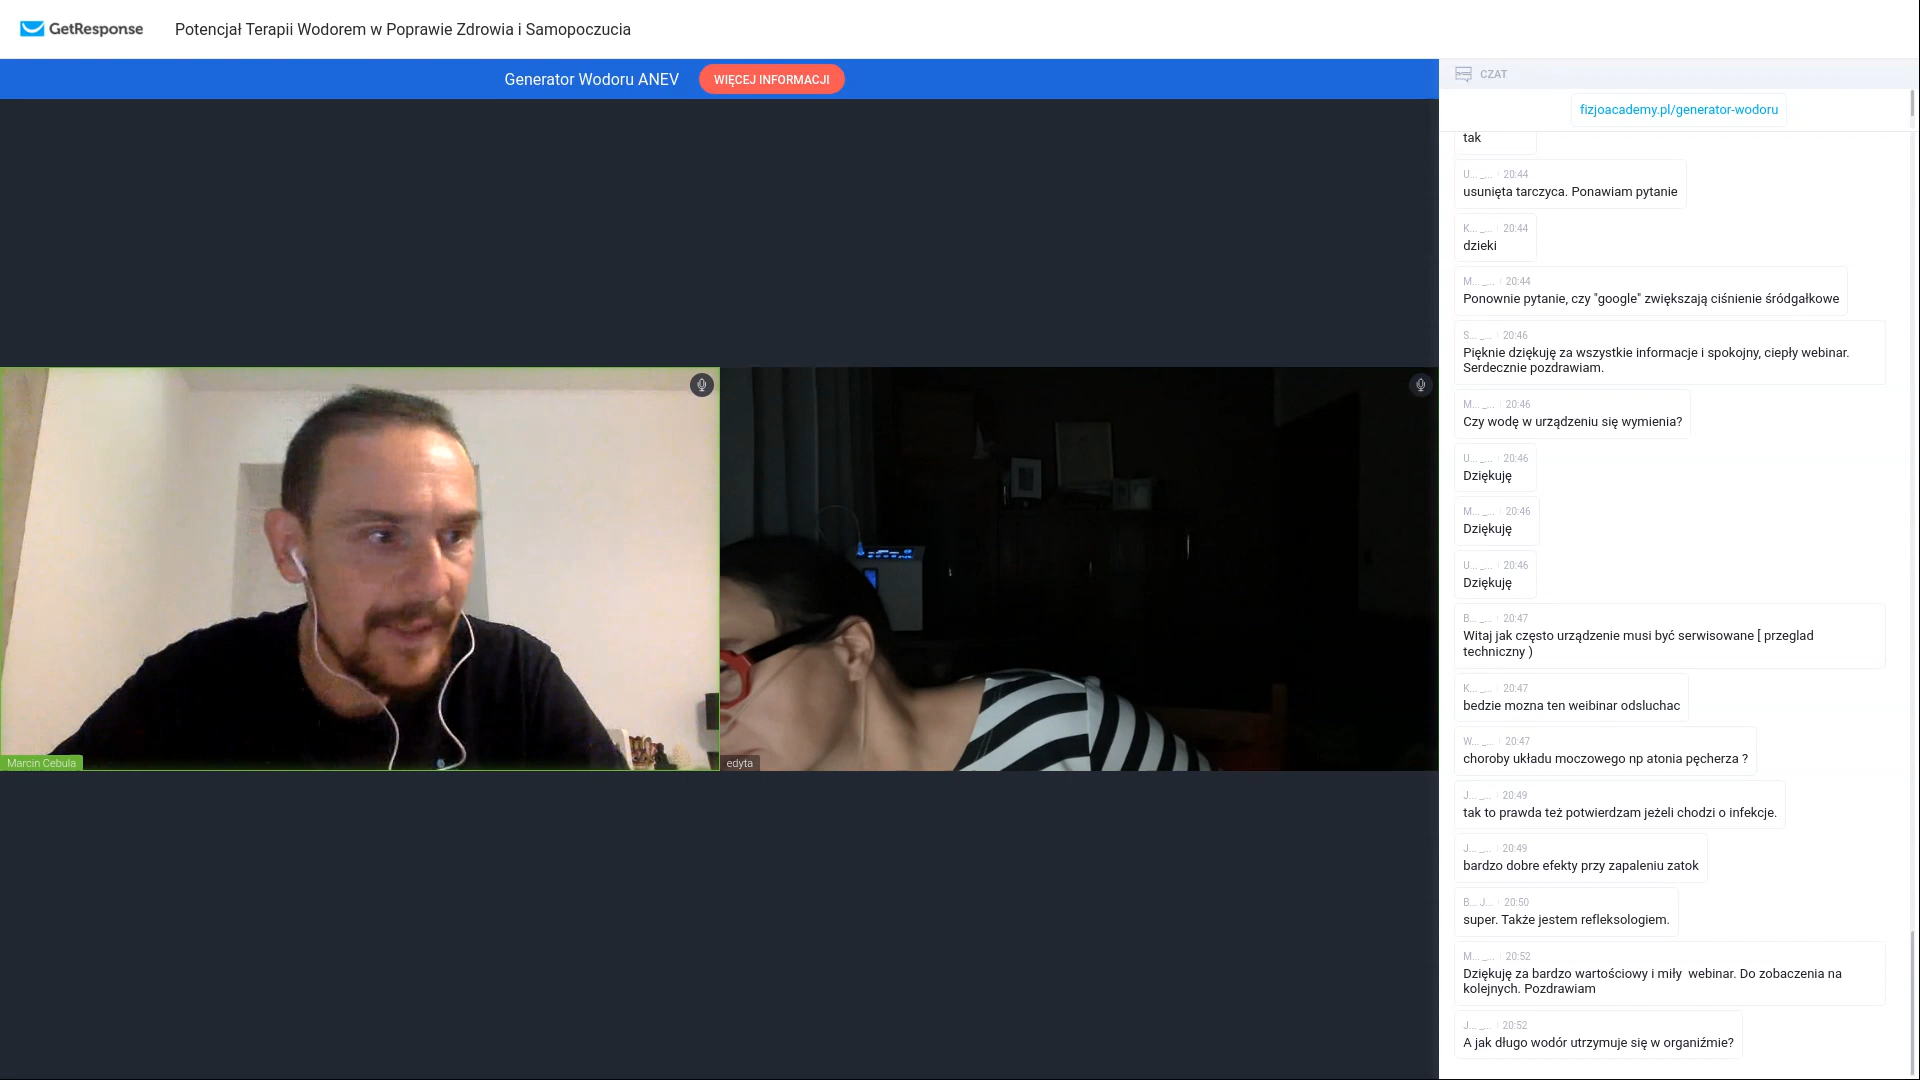 GetResponse
Potencjał Terapii Wodorem w Poprawie Zdrowia i Samopoczucia
Generator Wodoru ANEV
WIĘCEJ INFORMACJI
Marcin Cebula
edyta
CZAT
fizjoacademy.pl/generator-wodoru
tak
U... _... 20:44
usunięta tarczyca. Ponawiam pytanie
K... _... 20:44
dzieki
M... _... 20:44
Ponownie pytanie, czy "google" zwiększają ciśnienie śródgałkowe
S... _... 20:46
Pięknie dziękuję za wszystkie informacje i spokojny, ciepły webinar.
Serdecznie pozdrawiam.
M... _... 20:46
Czy wodę w urządzeniu się wymienia?
U... _... 20:46
Dziękuję
M... _... 20:46
Dziękuję
U... _... 20:46
Dziękuję
B... _... 20:47
Witaj jak często urządzenie musi być serwisowane [ przeglad
techniczny )
K... _... 20:47
bedzie mozna ten weibinar odsluchac
W... _... 20:47
choroby układu moczowego np atonia pęcherza ?
J... _... 20:49
tak to prawda też potwierdzam jeżeli chodzi o infekcje.
J... _... 20:49
bardzo dobre efekty przy zapaleniu zatok
B... J... 20:50
super. Także jestem refleksologiem.
M... _... 20:52
Dziękuję za bardzo wartościowy i miły  webinar. Do zobaczenia na
kolejnych. Pozdrawiam
J... _... 20:52
A jak długo wodór utrzymuje się w organiźmie?